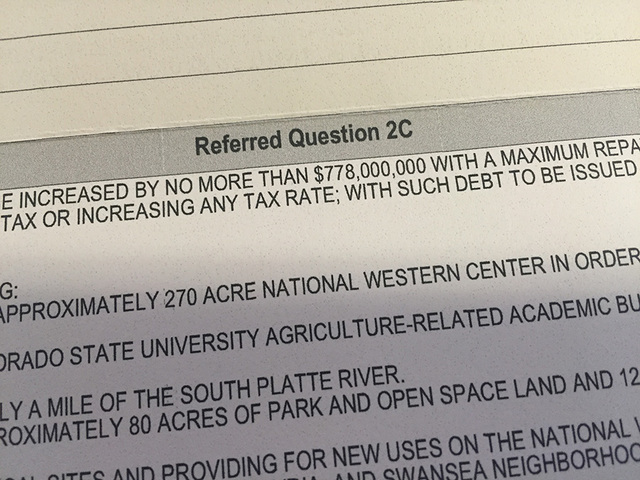 Referred Question 2C
E INCREASED BY NO MORE THAN $778,000,000 WITH A MAXIMUM REPA
TAX OR INCREASING ANY TAX RATE; WITH SUCH DEBT TO BE ISSUED
G:
APPROXIMATELY 270 ACRE NATIONAL WESTERN CENTER IN ORDER
ORADO STATE UNIVERSITY AGRICULTURE-RELATED ACADEMIC BU
LY A MILE OF THE SOUTH PLATTE RIVER.
ROXIMATELY 80 ACRES OF PARK AND OPEN SPACE LAND AND 12
SITES AND PROVIDING FOR NEW USES ON THE NATIONAL
AND SWANSEA NEIGHBORHOO